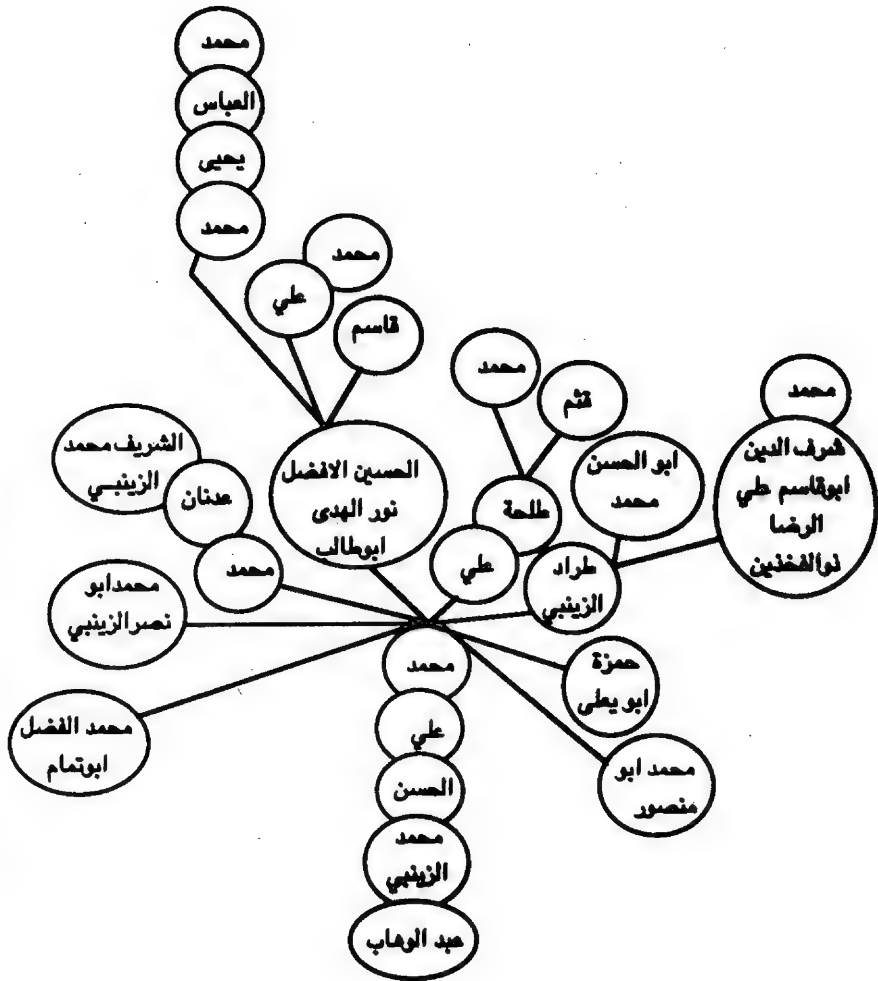 محمد
العباس
يحيى
محمد
محمد
علي
قاسم
محمد
قثم
محمد
شرف الدين
ابوقاسم علي
الرضا
ذوالفخذين
ابو الحسن
محمد
طلحة
علي
طراد
الزينبي
الحسين الافضل
نور الهدى
ابوطالب
الشريف محمد
الزينبي
عدنان
محمد
محمدابو
نصرالزينبي
محمد الفضل
ابوتمام
حمزة
ابو يعلى
محمد ابو
منصور
محمد
علي
الحسن
محمد
الزينبي
عبد الوهاب